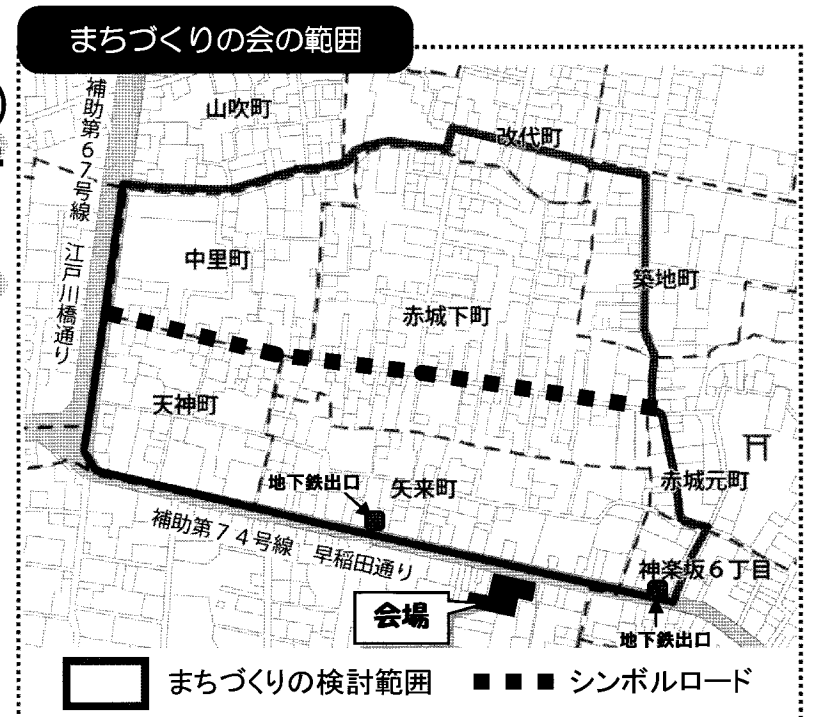 まちづくりの会の範囲
山吹町
改代町
補助第67号線 江戸川橋通り
中里町
築地町
赤城下町
天神町
地下鉄出口
矢来町
赤城元町
補助第74号線 早稲田通り
神楽坂6丁目
会場
地下鉄出口
まちづくりの検討範囲
シンボルロード